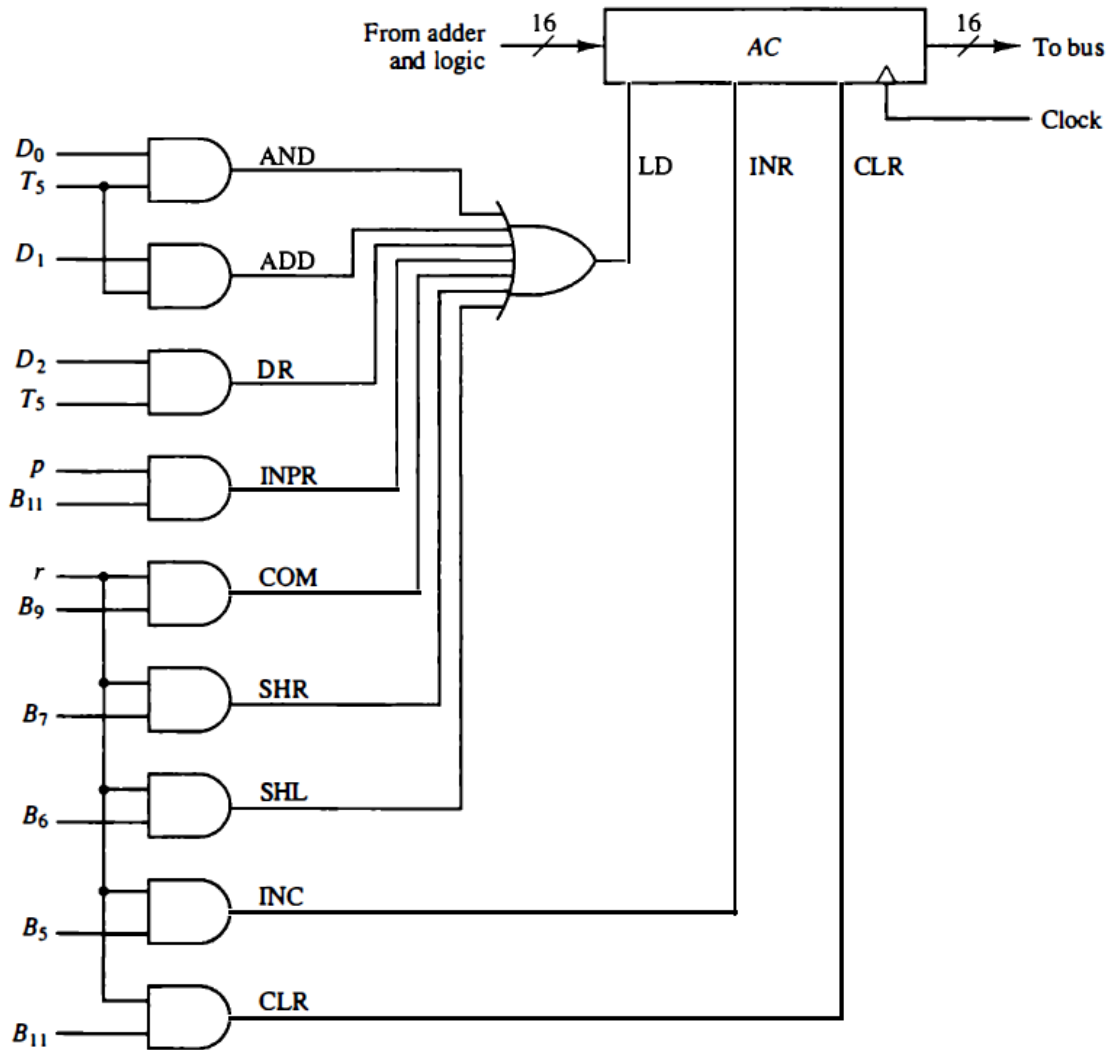 From adder
and logic
16
AC
16
To bus
Clock
LD
INR
CLR
D₀
T₅
AND
D₁
ADD
D₂
T₅
DR
p
B₁₁
INPR
r
B₉
COM
B₇
SHR
B₆
SHL
B₅
INC
B₁₁
CLR